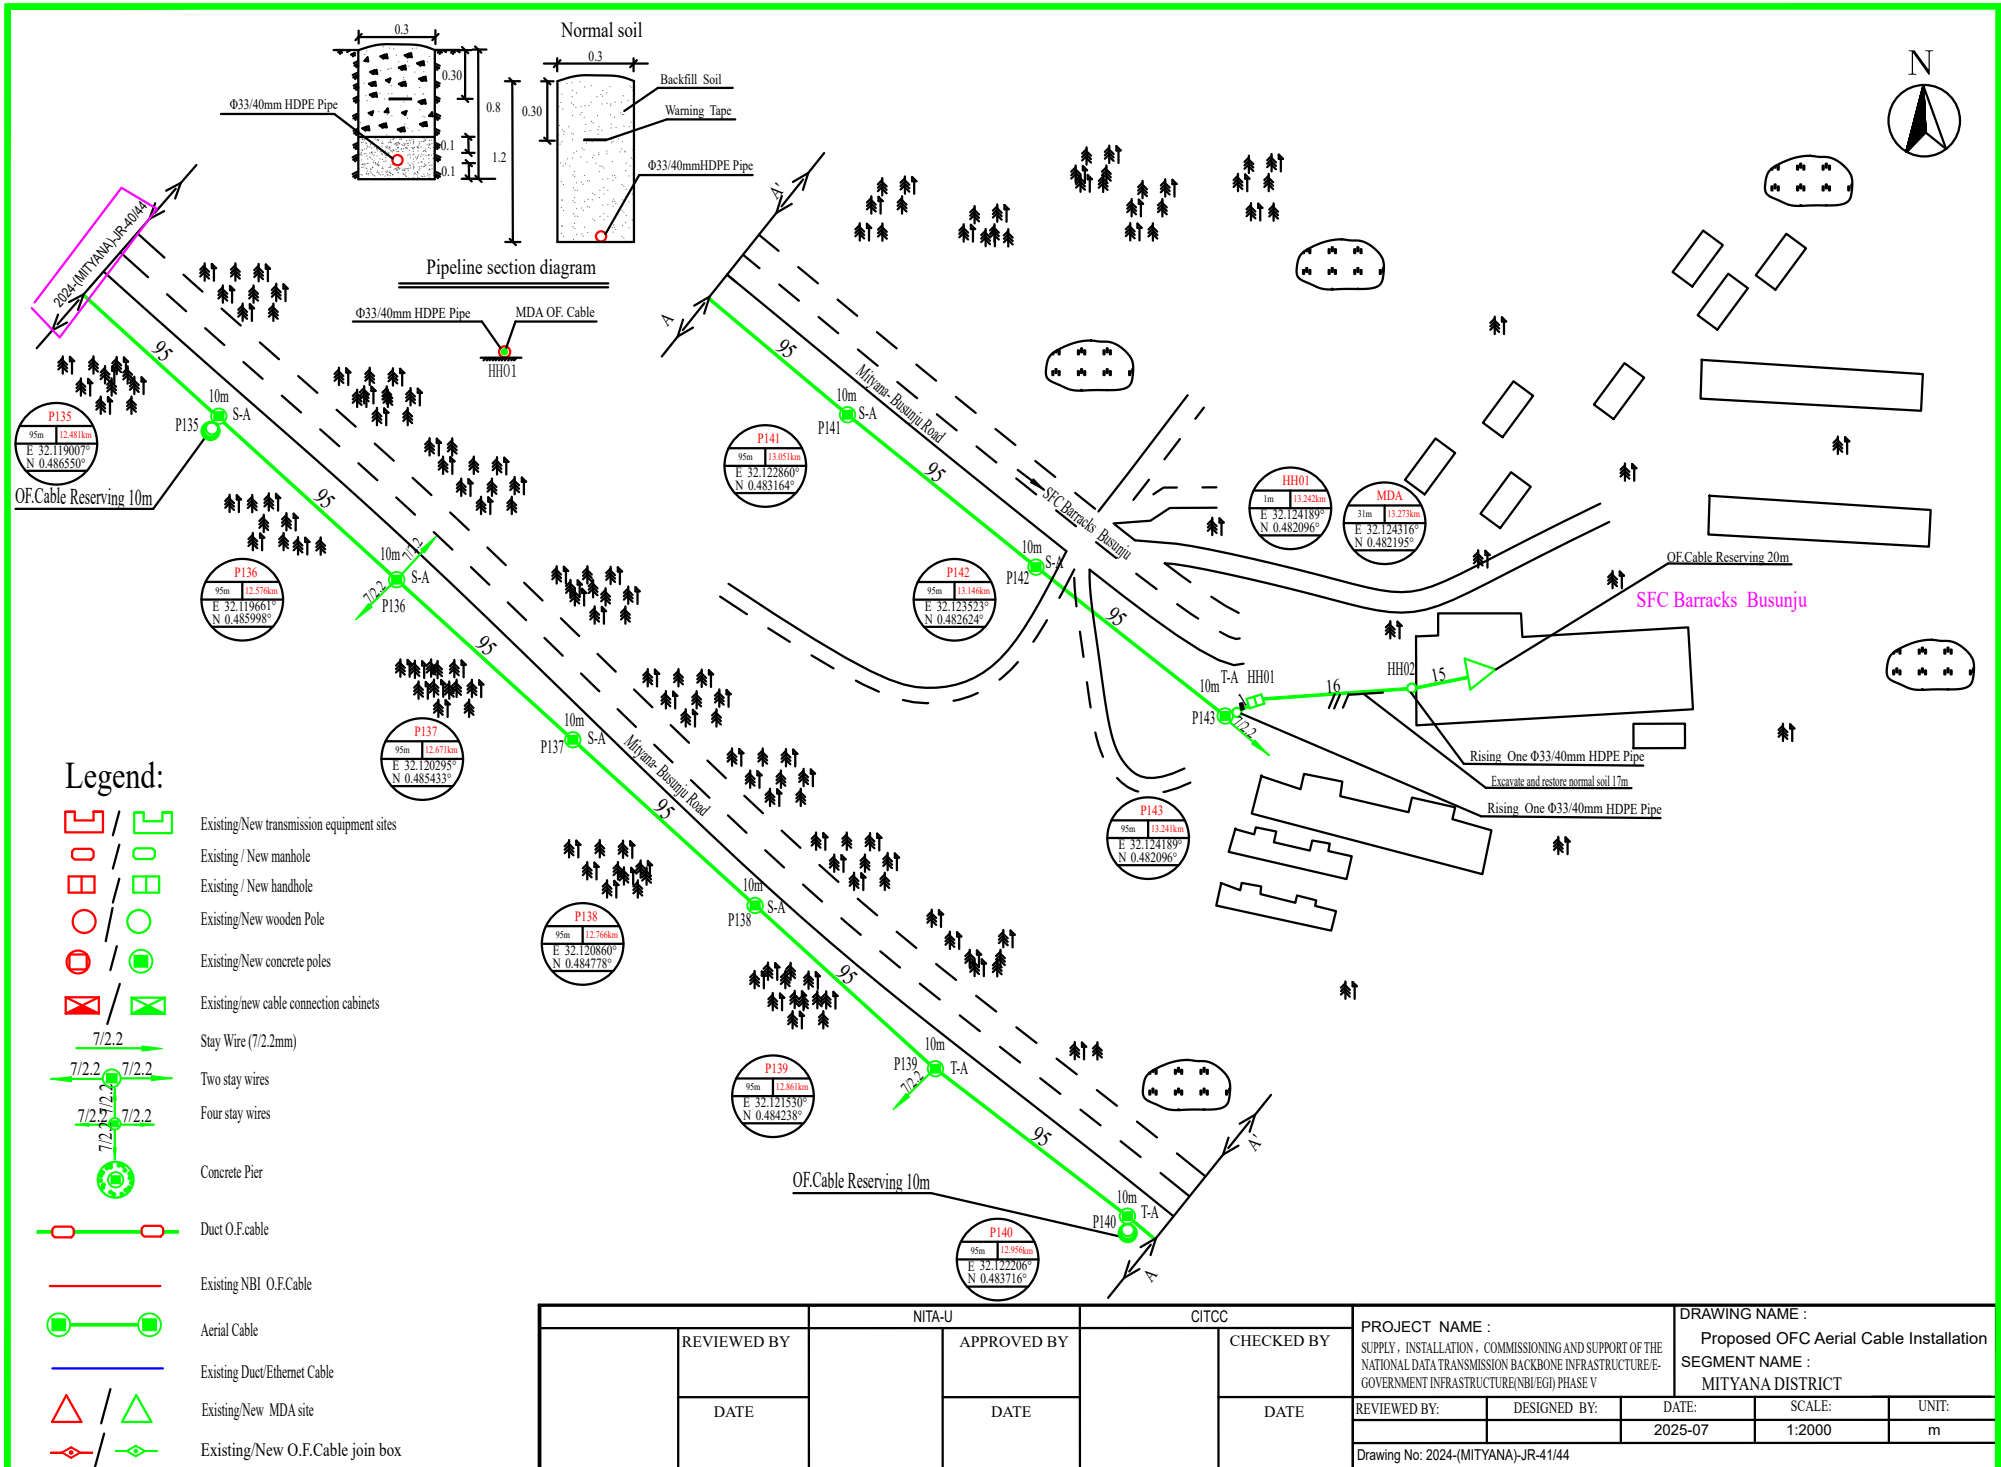 0.3
0.30
0.8
0.1
0.1
1.2
Φ33/40mm HDPE Pipe
Normal soil
0.3
0.30
Backfill Soil
Warning Tape
Φ33/40mmHDPE Pipe
Pipeline section diagram
Φ33/40mm HDPE Pipe
MDA OF. Cable
HH01
N
2024-(MITYANA)-JR-40/44
95
10m
S-A
P135
P135
95m 12.481km
E 32.119007°
N 0.486550°
OF.Cable Reserving 10m
95
10m
S-A
7/2.2
7/2.2
P136
P136
95m 12.576km
E 32.119661°
N 0.485998°
95
10m
S-A
P137
P137
95m 12.671km
E 32.120295°
N 0.485433°
Mityana- Busunju Road
95
10m
S-A
P138
P138
95m 12.766km
E 32.120860°
N 0.484778°
95
10m
T-A
P139
7/2.2
P139
95m 12.861km
E 32.121530°
N 0.484238°
95
10m
T-A
P140
OF.Cable Reserving 10m
P140
95m 12.956km
E 32.122206°
N 0.483716°
A
A'
A
A'
95
Mityana- Busunju Road
10m
S-A
P141
P141
95m 13.051km
E 32.122860°
N 0.483164°
95
SFC Barracks Busunju
10m
S-A
P142
P142
95m 13.146km
E 32.123523°
N 0.482624°
95
HH01
1m 13.242km
E 32.124189°
N 0.482096°
MDA
31m 13.273km
E 32.124316°
N 0.482195°
OF.Cable Reserving 20m
SFC Barracks Busunju
10m
T-A
HH01
P143
7/2.2
16
HH02
15
Rising One Φ33/40mm HDPE Pipe
Excavate and restore normal soil 17m
Rising One Φ33/40mm HDPE Pipe
P143
95m 13.241km
E 32.124189°
N 0.482096°
Legend:
Existing/New transmission equipment sites
Existing / New manhole
Existing / New handhole
Existing/New wooden Pole
Existing/New concrete poles
Existing/new cable connection cabinets
7/2.2
Stay Wire (7/2.2mm)
7/2.2 7/2.2
Two stay wires
7/2.2
7/2.2 7/2.2
Four stay wires
7/2.2
Concrete Pier
Duct O.F.cable
Existing NBI O.F.Cable
Aerial Cable
Existing Duct/Ethernet Cable
Existing/New MDA site
Existing/New O.F.Cable join box
NITA-U
CITCC
REVIEWED BY
APPROVED BY
CHECKED BY
DATE
DATE
DATE
PROJECT NAME :
SUPPLY, INSTALLATION, COMMISSIONING AND SUPPORT OF THE
NATIONAL DATA TRANSMISSION BACKBONE INFRASTRUCTURE/E-
GOVERNMENT INFRASTRUCTURE(NBI/EGI) PHASE V
DRAWING NAME :
Proposed OFC Aerial Cable Installation
SEGMENT NAME :
MITYANA DISTRICT
REVIEWED BY:
DESIGNED BY:
DATE:
SCALE:
UNIT:
2025-07
1:2000
m
Drawing No: 2024-(MITYANA)-JR-41/44